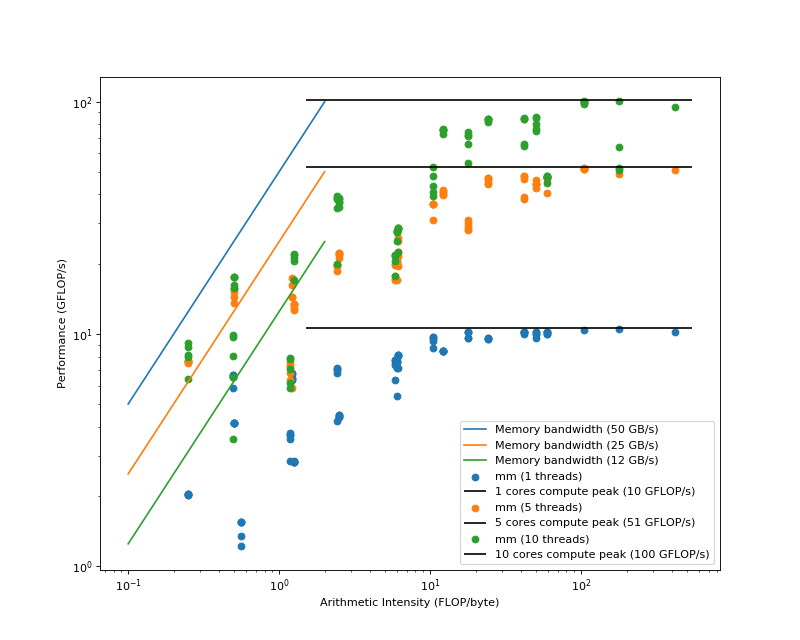 10²
10¹
10⁰
Performance (GFLOP/s)
10⁻¹
10⁰
10¹
10²
Arithmetic Intensity (FLOP/byte)
Memory bandwidth (50 GB/s)
Memory bandwidth (25 GB/s)
Memory bandwidth (12 GB/s)
mm (1 threads)
1 cores compute peak (10 GFLOP/s)
mm (5 threads)
5 cores compute peak (51 GFLOP/s)
mm (10 threads)
10 cores compute peak (100 GFLOP/s)